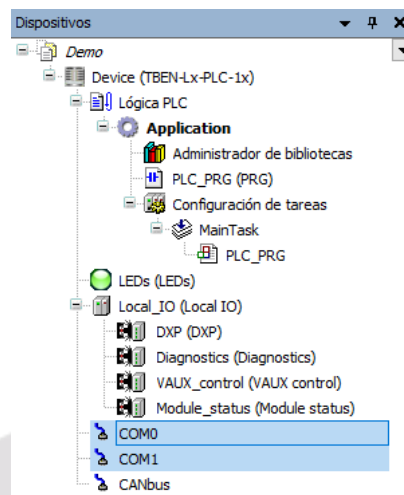 Dispositivos
Demo
Device (TBEN-Lx-PLC-1x)
Lógica PLC
Application
Administrador de bibliotecas
PLC_PRG (PRG)
Configuración de tareas
MainTask
PLC_PRG
LEDs (LEDs)
Local_IO (Local IO)
DXP (DXP)
Diagnostics (Diagnostics)
VAUX_control (VAUX control)
Module_status (Module status)
COM0
COM1
CANbus